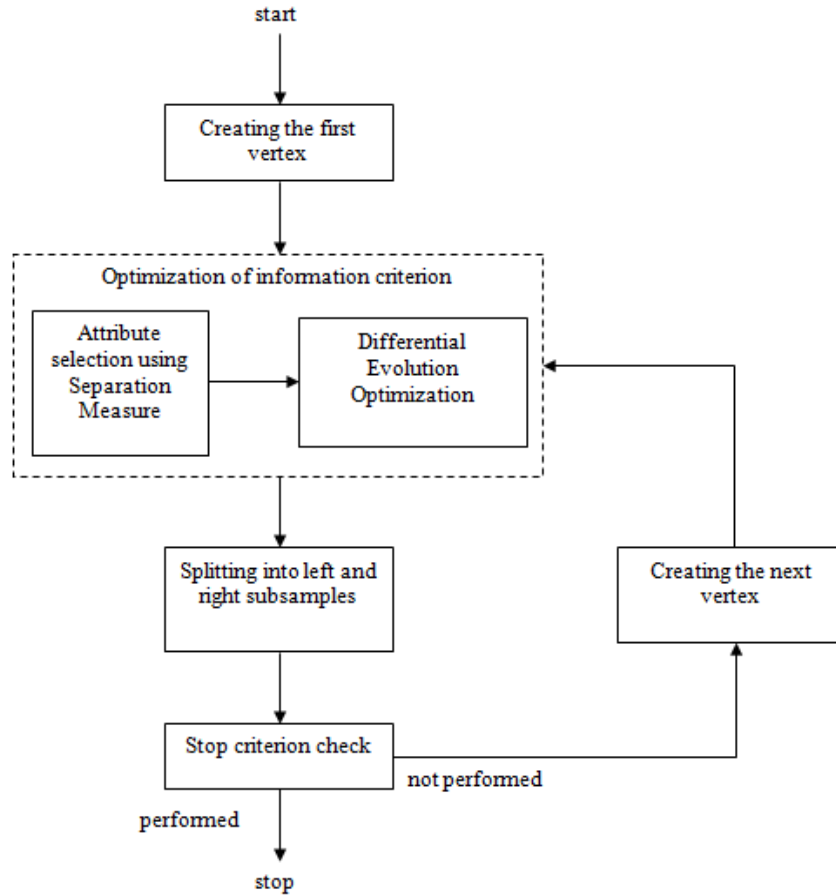 start
Creating the first
vertex
Optimization of information criterion
Attribute
selection using
Separation
Measure
Differential
Evolution
Optimization
Splitting into left and
right subsamples
Creating the next
vertex
Stop criterion check
not performed
performed
stop